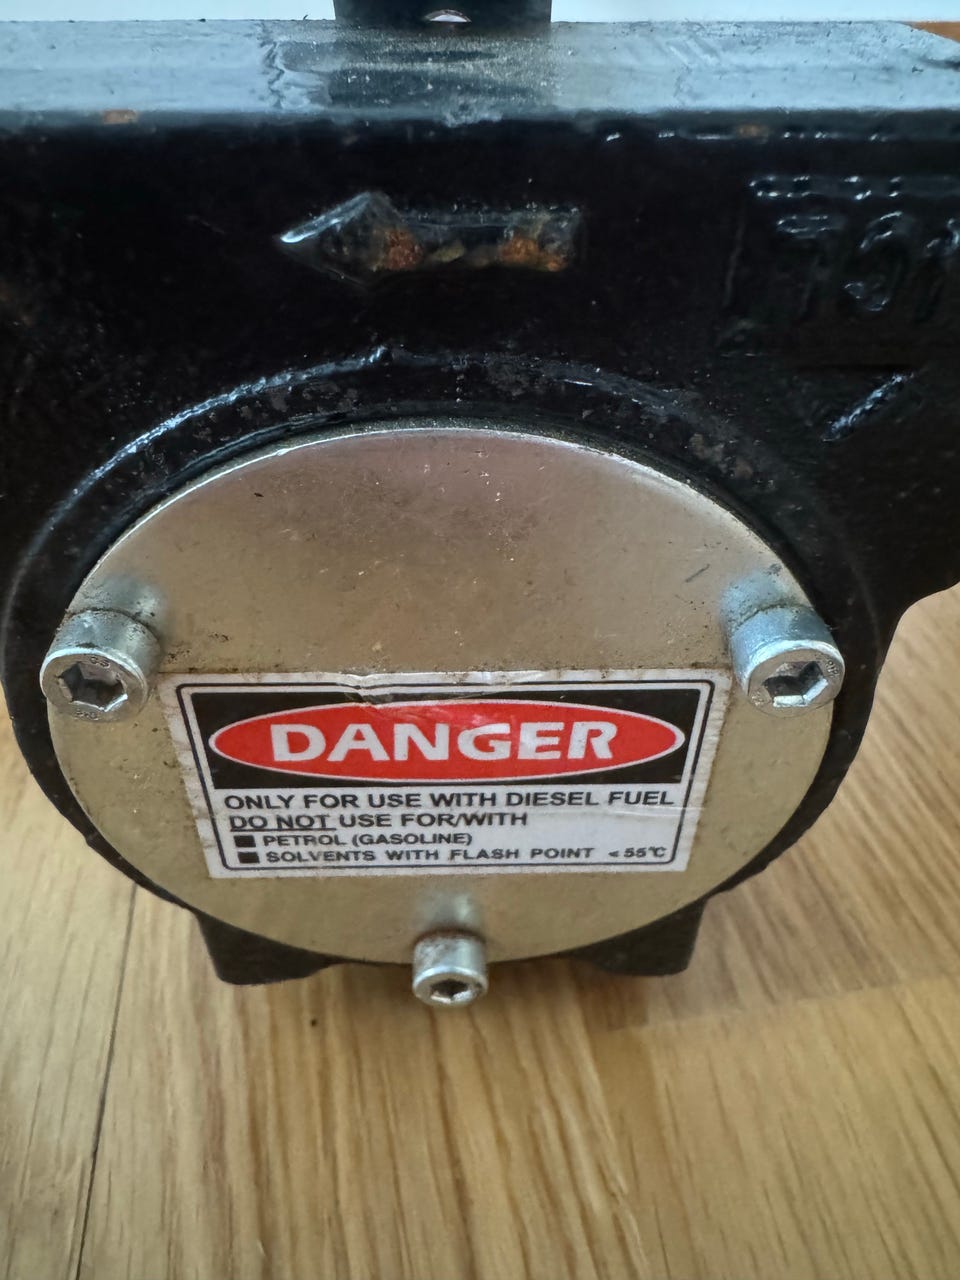 DANGER
ONLY FOR USE WITH DIESEL FUEL
DO NOT USE FOR/WITH
■ PETROL (GASOLINE)
■ SOLVENTS WITH FLASH POINT <55°C